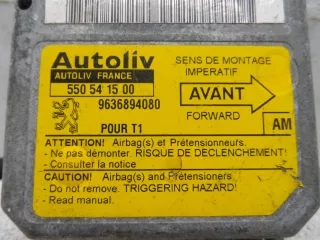 Autoliv
AUTOLIV FRANCE
550 54 15 00
9636894080
POUR T1
SENS DE MONTAGE
IMPERATIF
AVANT
FORWARD
AM
ATTENTION! Airbag(s) et Prétensionneu
- Ne pas démonter. RISQUE DE DECLENCHEMENT!
- Consulter la notice
CAUTION! Airbag(s) and Pretensioners
- Do not remove. TRIGGERING HAZARD!
- Read manual.